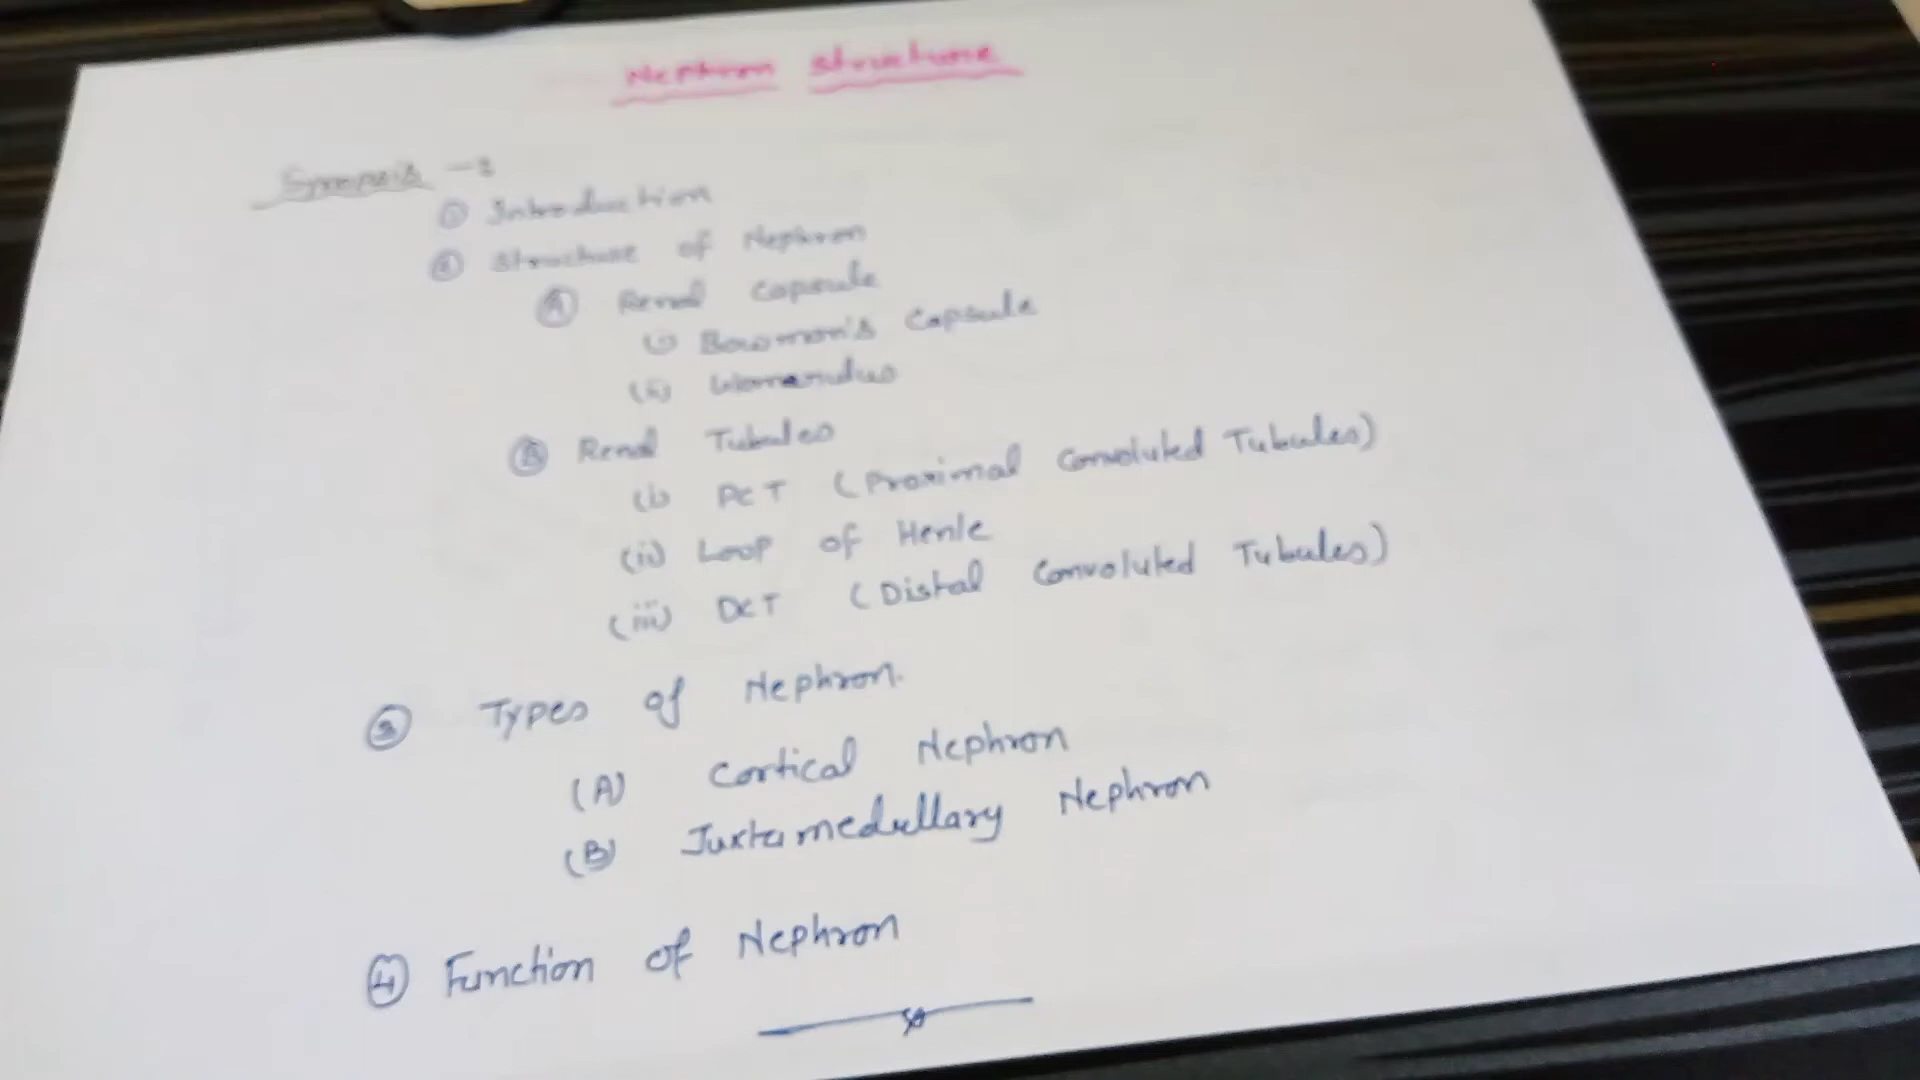 Nephron Structure
Synopsis -:
① Introduction
② Structure of Nephron
Ⓐ Renal Capsule
(i) Bowman's Capsule
(ii)
Ⓑ Renal Tubules
(i) PCT (Proximal Convoluted Tubules)
(ii) Loop of Henle
(iii) DCT (Distal Convoluted Tubules)
③ Types of Nephron.
(A) Cortical Nephron
(B) Juxtamedullary Nephron
④ Function of Nephron